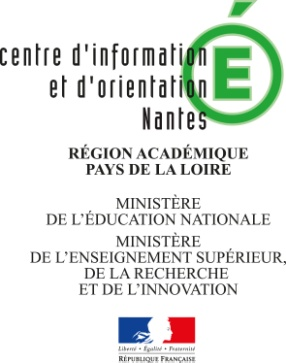 centre d'information
et d'orientation
Nantes
É
RÉGION ACADÉMIQUE
PAYS DE LA LOIRE
MINISTÈRE
DE L'ÉDUCATION NATIONALE
MINISTÈRE
DE L'ENSEIGNEMENT SUPÉRIEUR,
DE LA RECHERCHE
ET DE L'INNOVATION
Liberté • Égalité • Fraternité
RÉPUBLIQUE FRANÇAISE